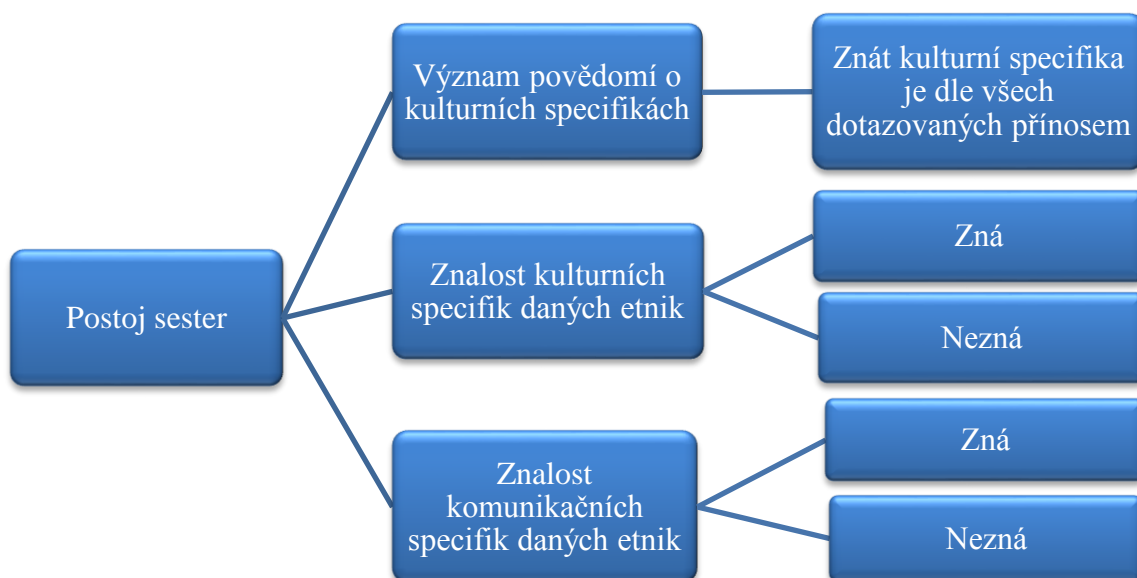 Postoj sester
Význam povědomí o
kulturních specifikách
Znát kulturní specifika
je dle všech
dotazovaných přínosem
Znalost kulturních
specifik daných etnik
Zná
Nezná
Znalost
komunikačních
specifik daných etnik
Zná
Nezná